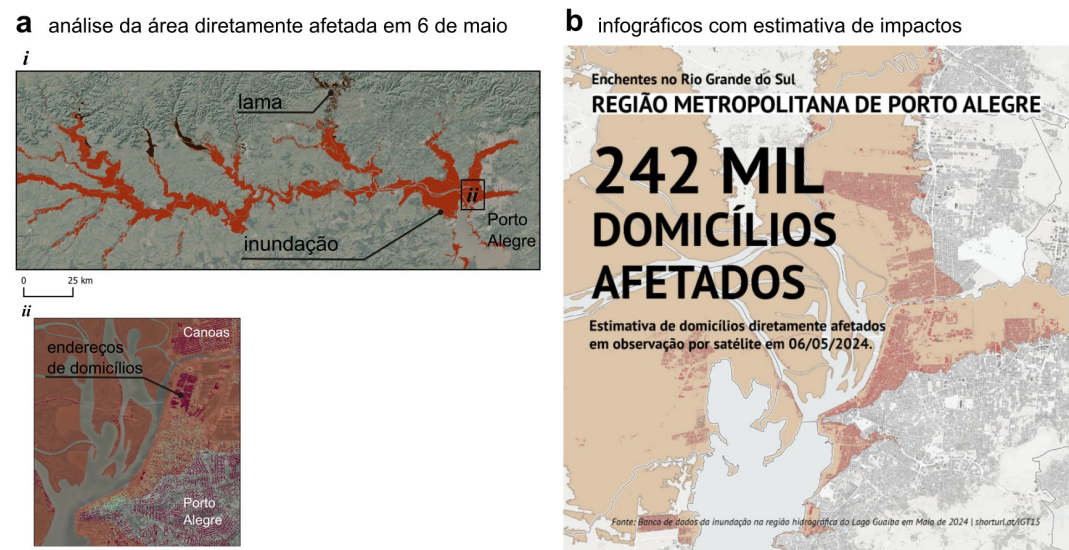 a análise da área diretamente afetada em 6 de maio
i
lama
ii
Porto
Alegre
inundação
0 25 km
ii
Canoas
endereços
de domicílios
Porto
Alegre
b infográficos com estimativa de impactos
Enchentes no Rio Grande do Sul
REGIÃO METROPOLITANA DE PORTO ALEGRE
242 MIL
DOMICÍLIOS
AFETADOS
Estimativa de domicílios diretamente afetados
em observação por satélite em 06/05/2024.
Fonte: Banco de dados da inundação na região hidrográfica do Lago Guaíba em Maio de 2024 | shorturl.at/IGT15